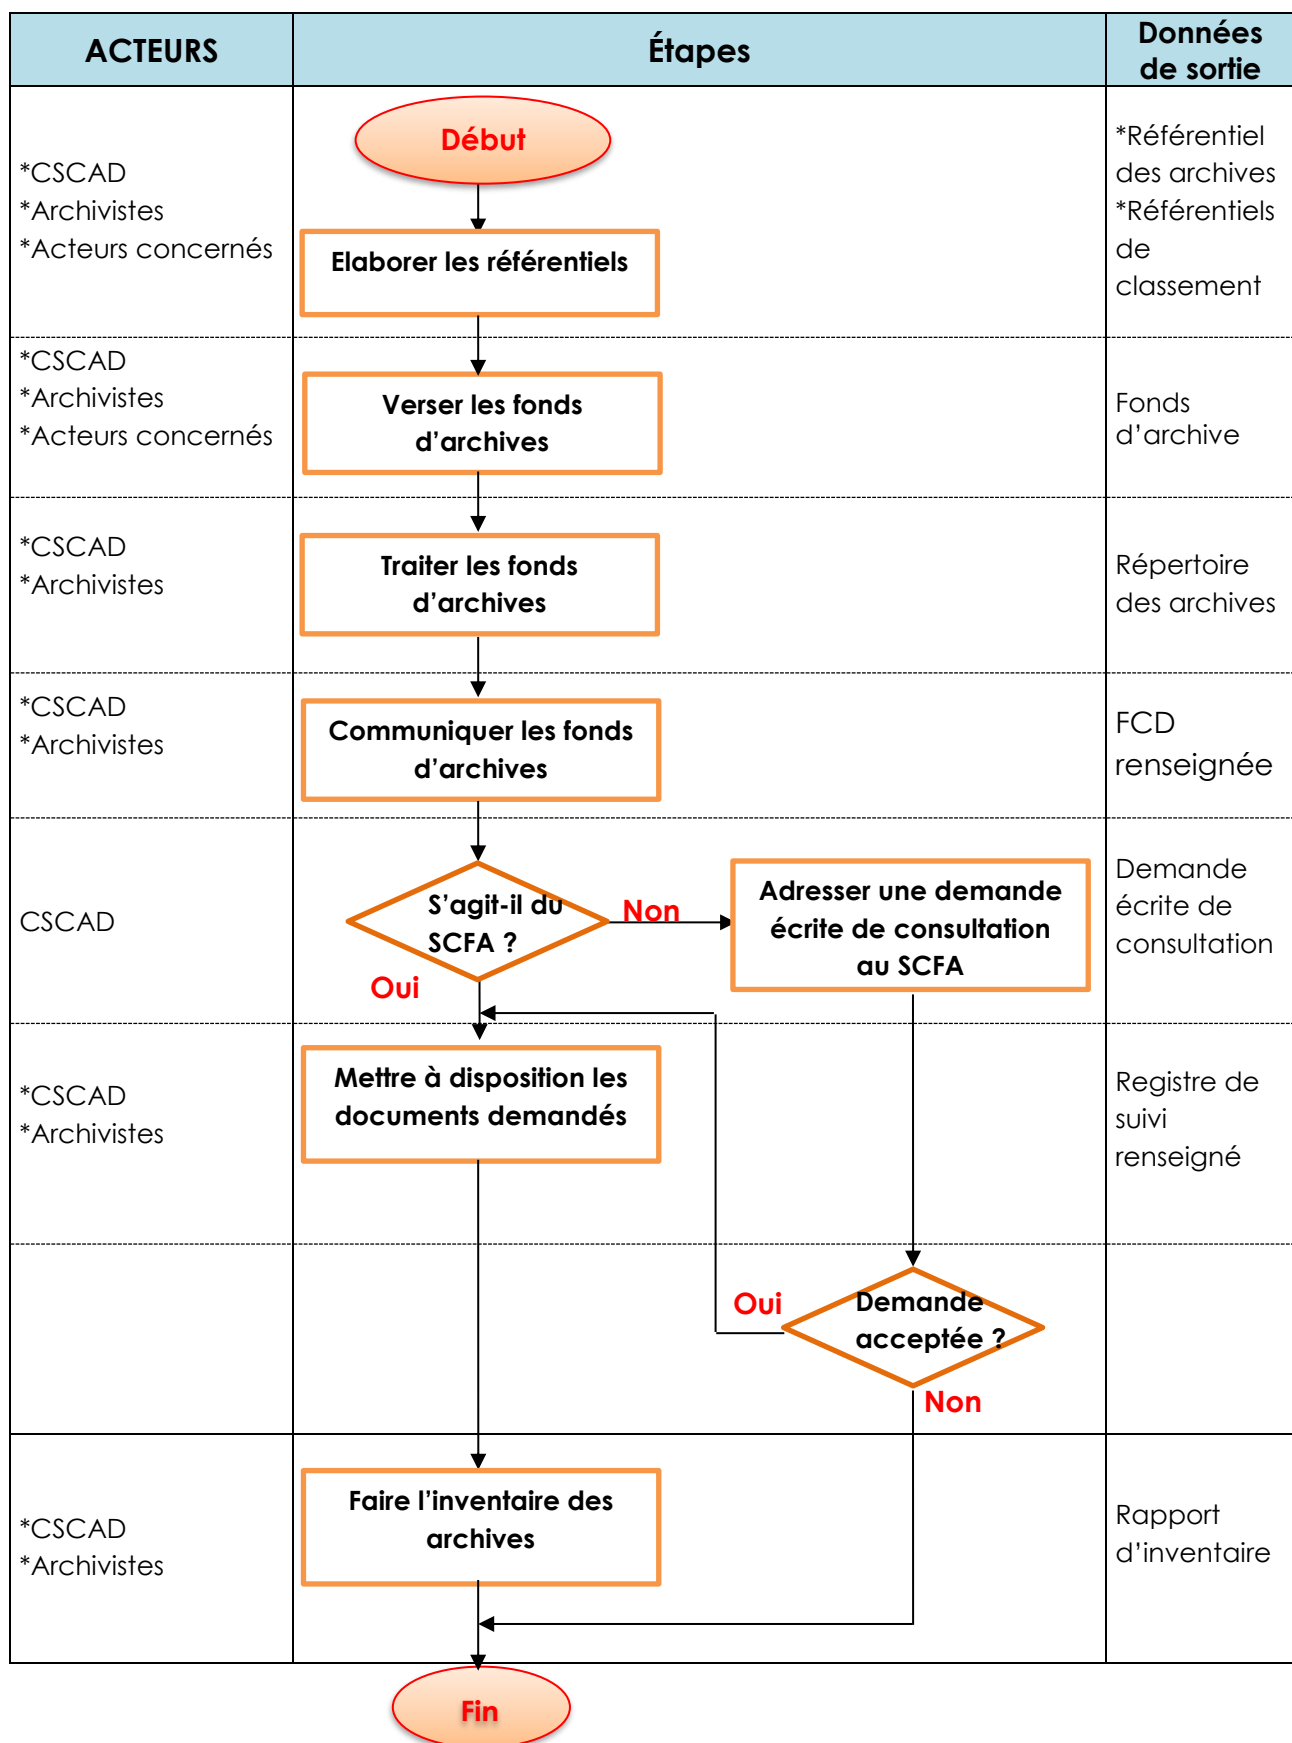 ACTEURS
Étapes
Données
de sortie
*CSCAD
*Archivistes
*Acteurs concernés
Début
Elaborer les référentiels
*Référentiel
des archives
*Référentiels
de
classement
*CSCAD
*Archivistes
*Acteurs concernés
Verser les fonds
d’archives
Fonds
d’archive
*CSCAD
*Archivistes
Traiter les fonds
d’archives
Répertoire
des archives
*CSCAD
*Archivistes
Communiquer les fonds
d’archives
FCD
renseignée
CSCAD
S’agit-il du
SCFA ?
Non
Oui
Adresser une demande
écrite de consultation
au SCFA
Demande
écrite de
consultation
*CSCAD
*Archivistes
Mettre à disposition les
documents demandés
Registre de
suivi
renseigné
Oui
Demande
acceptée ?
Non
*CSCAD
*Archivistes
Faire l’inventaire des
archives
Rapport
d’inventaire
Fin